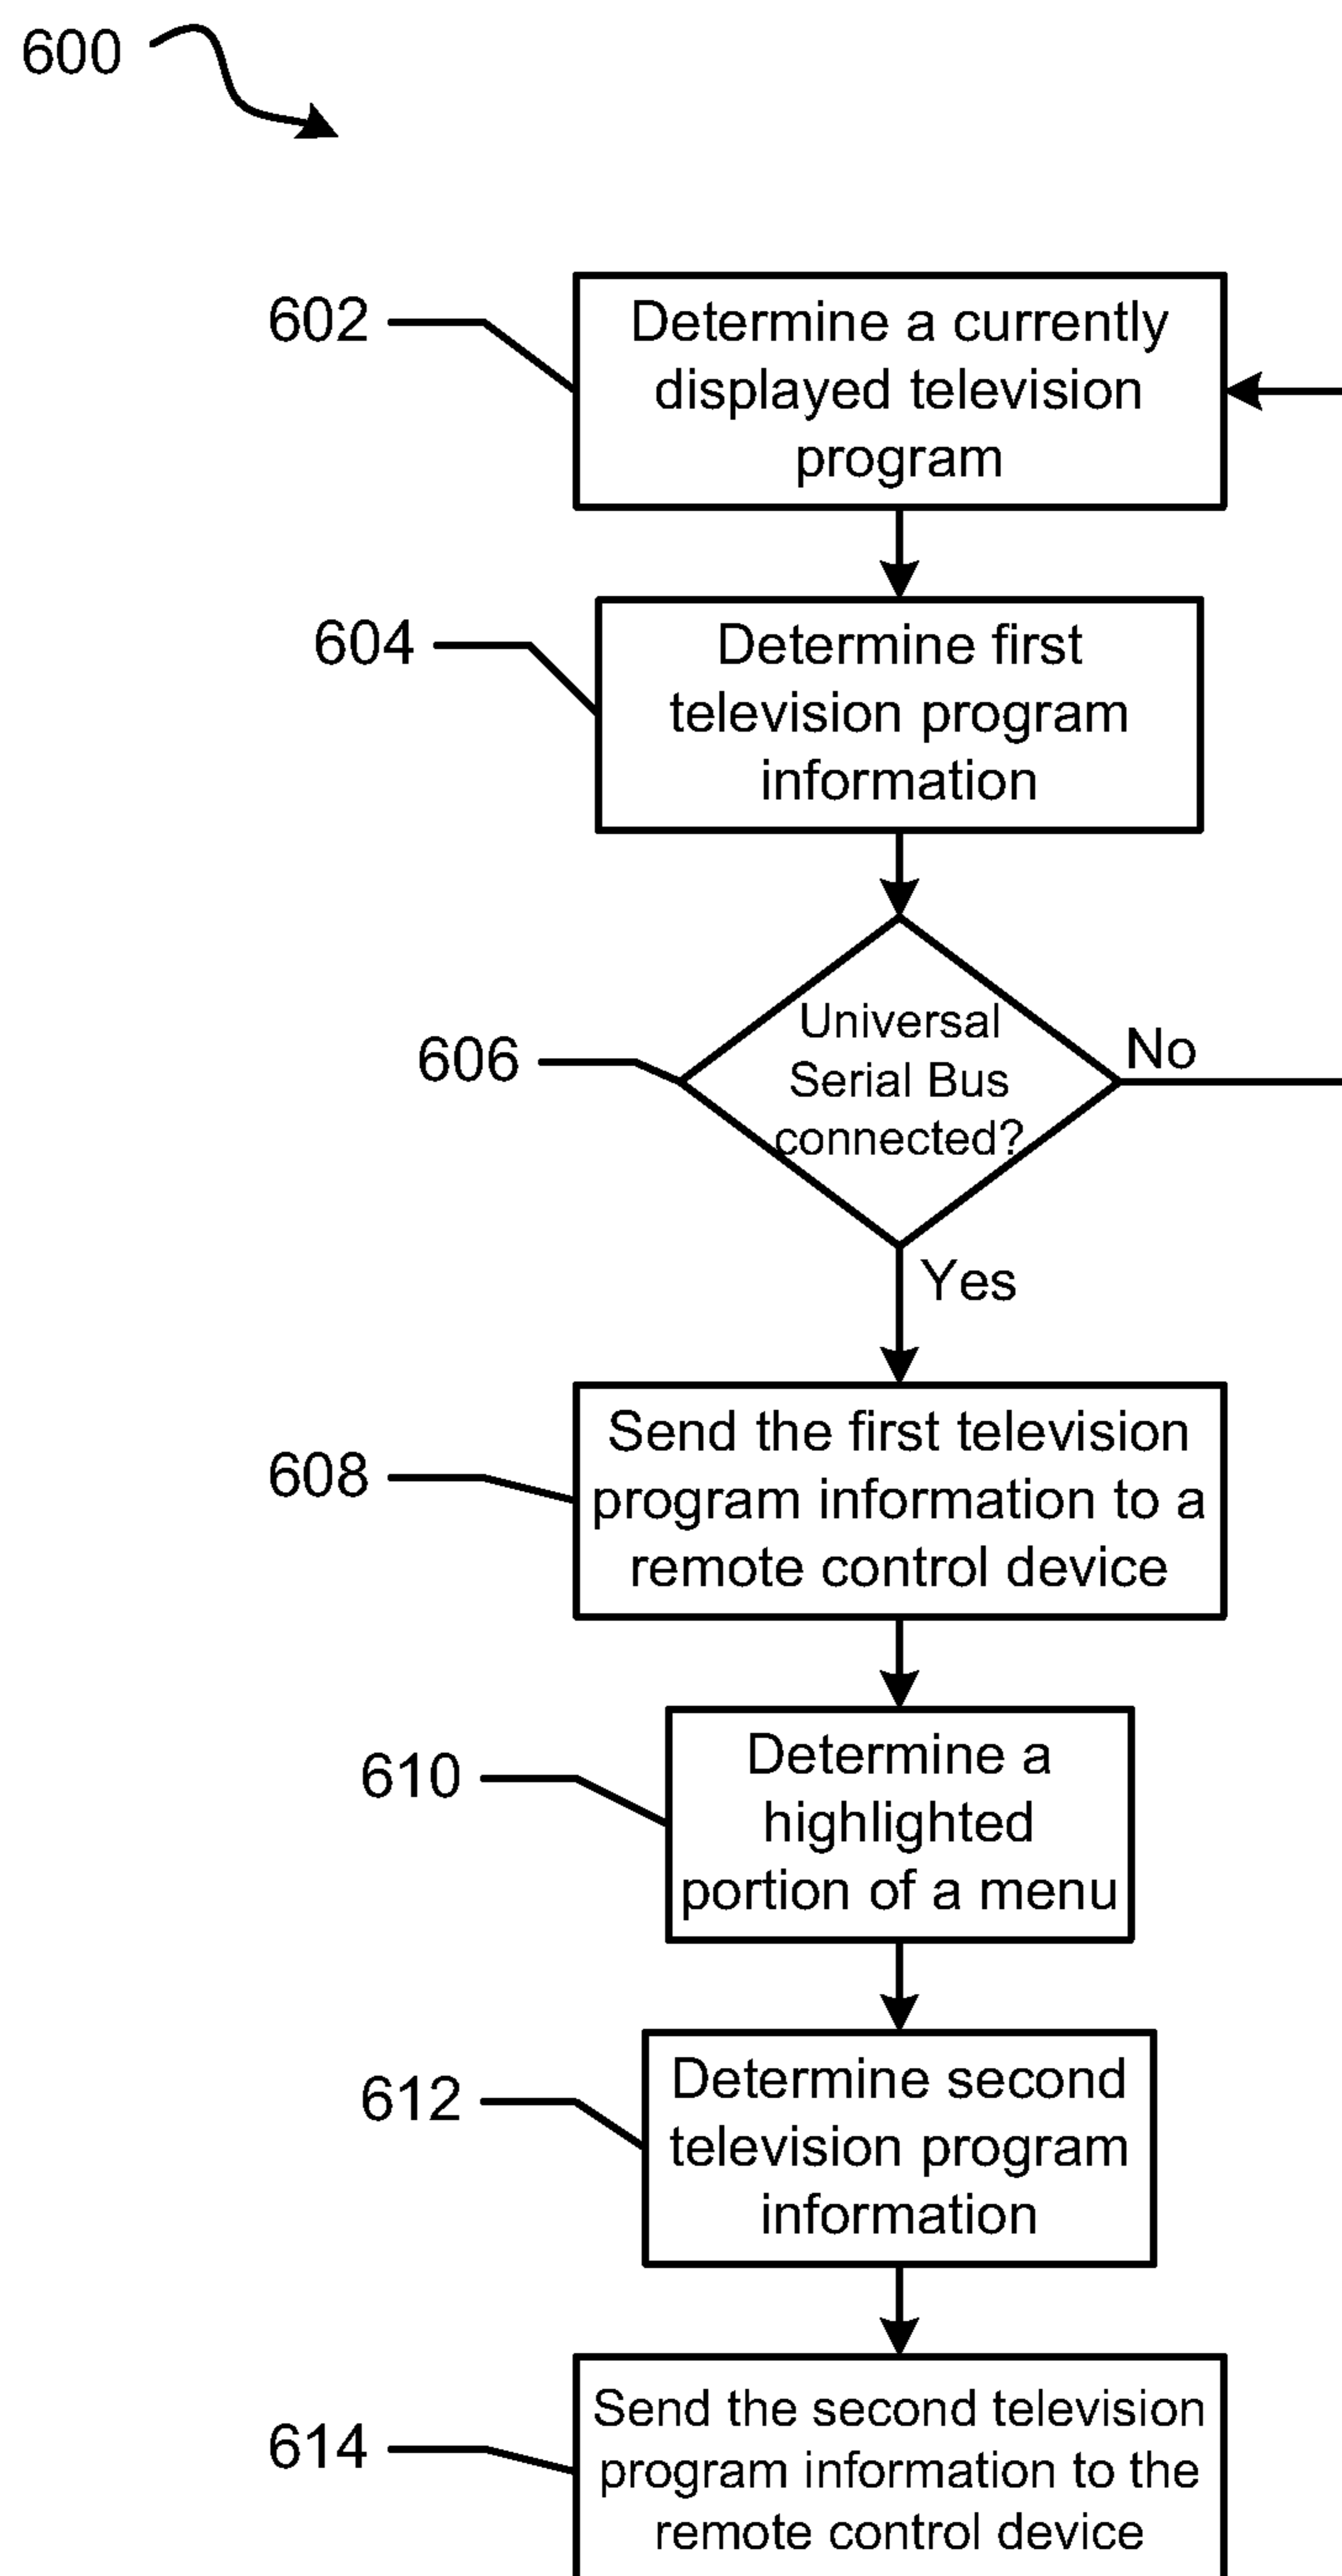 600
602
Determine a currently
displayed television
program
604
Determine first
television program
information
606
Universal
Serial Bus
connected?
No
Yes
608
Send the first television
program information to a
remote control device
610
Determine a
highlighted
portion of a menu
612
Determine second
television program
information
614
Send the second television
program information to the
remote control device